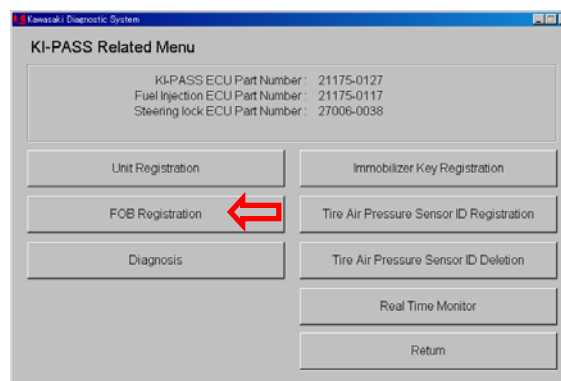 Kawasaki Diagnostic System
KI-PASS Related Menu
KI-PASS ECU Part Number : 21175-0127
Fuel Injection ECU Part Number : 21175-0117
Steering lock ECU Part Number : 27006-0038
Unit Registration
Immobilizer Key Registration
FOB Registration
Tire Air Pressure Sensor ID Registration
Diagnosis
Tire Air Pressure Sensor ID Deletion
Real Time Monitor
Return